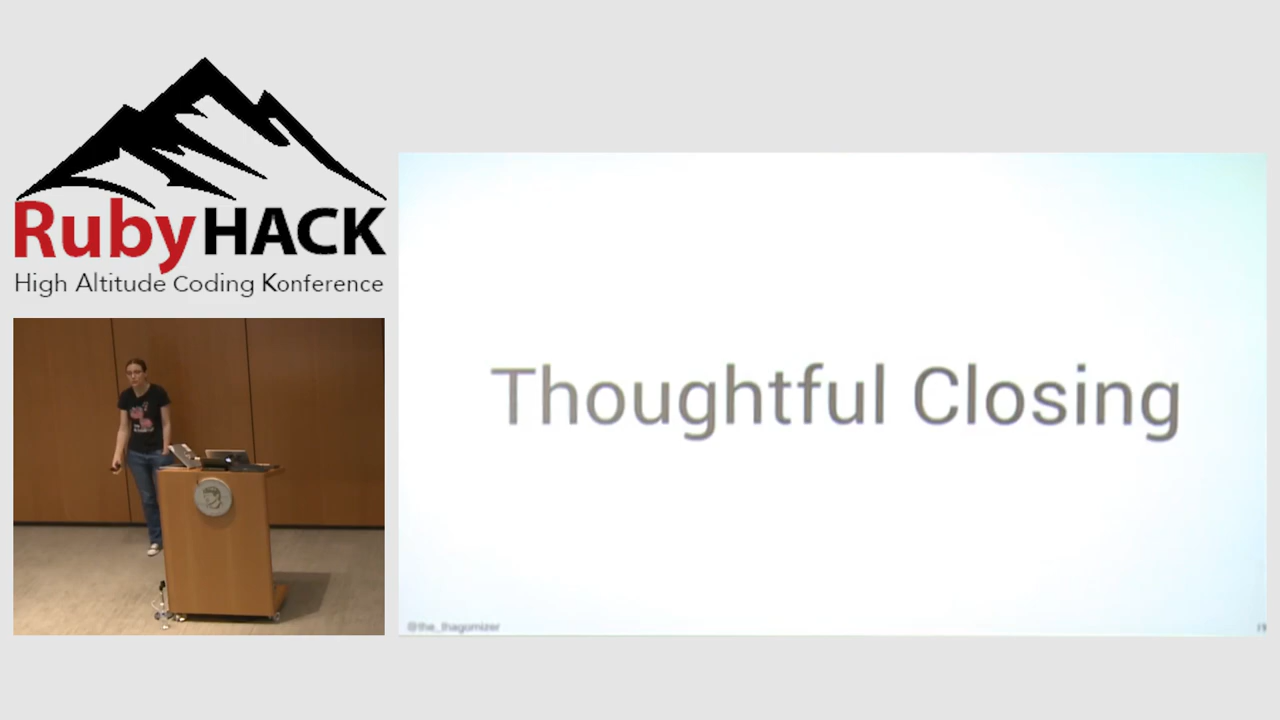 RubyHACK
High Altitude Coding Konference
Thoughtful Closing
@the_thagomizer